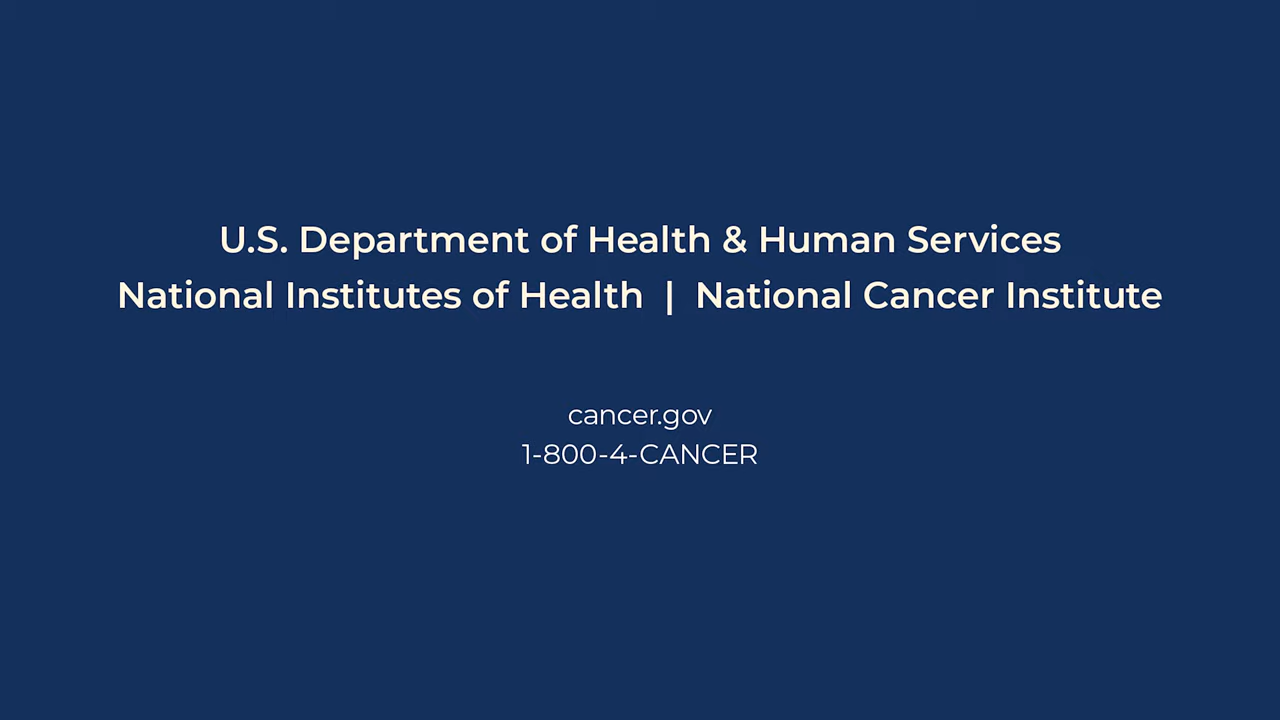 U.S. Department of Health & Human Services
National Institutes of Health | National Cancer Institute
cancer.gov
1-800-4-CANCER